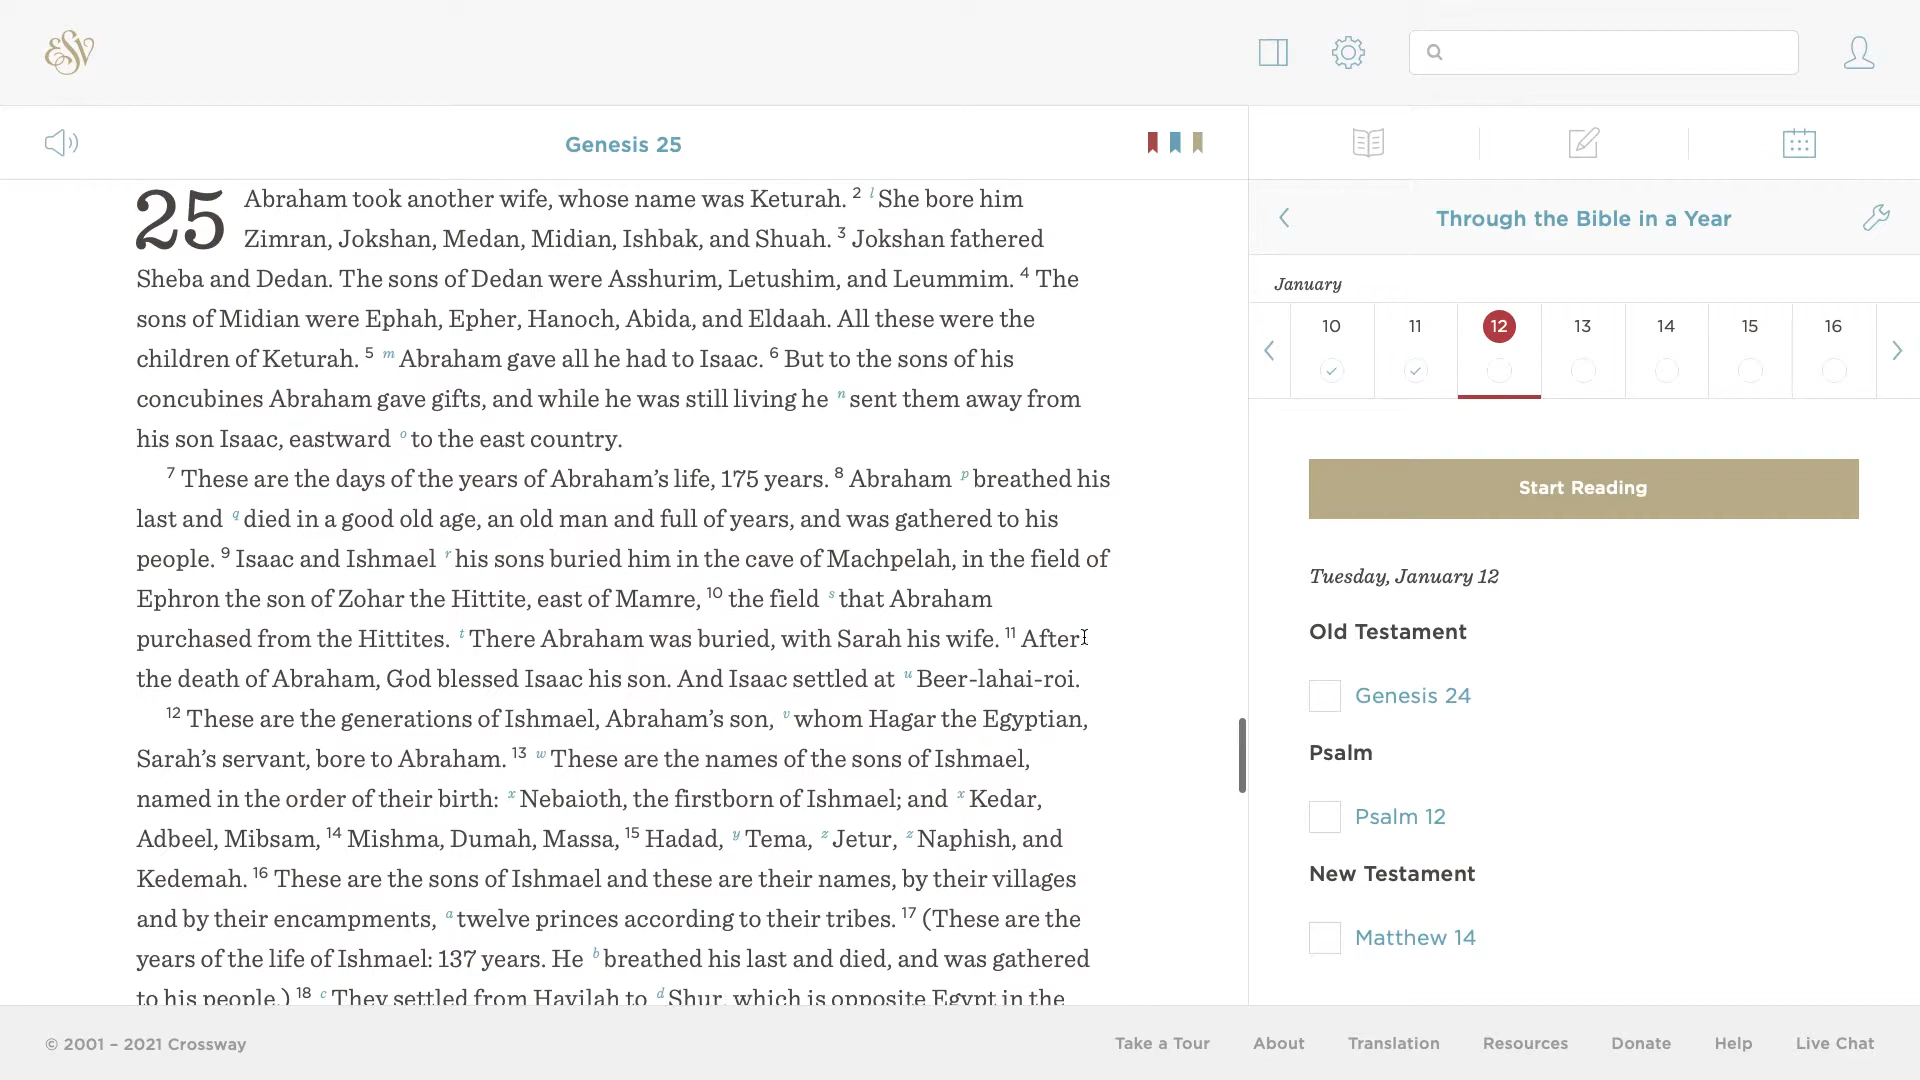 ESV
Genesis 25
25 Abraham took another wife, whose name was Keturah. 2 l She bore him
Zimran, Jokshan, Medan, Midian, Ishbak, and Shuah. 3 Jokshan fathered
Sheba and Dedan. The sons of Dedan were Asshurim, Letushim, and Leummim. 4 The
sons of Midian were Ephah, Epher, Hanoch, Abida, and Eldaah. All these were the
children of Keturah. 5 m Abraham gave all he had to Isaac. 6 But to the sons of his
concubines Abraham gave gifts, and while he was still living he n sent them away from
his son Isaac, eastward o to the east country.
7 These are the days of the years of Abraham’s life, 175 years. 8 Abraham p breathed his
last and q died in a good old age, an old man and full of years, and was gathered to his
people. 9 Isaac and Ishmael r his sons buried him in the cave of Machpelah, in the field of
Ephron the son of Zohar the Hittite, east of Mamre, 10 the field s that Abraham
purchased from the Hittites. t There Abraham was buried, with Sarah his wife. 11 After
the death of Abraham, God blessed Isaac his son. And Isaac settled at u Beer-lahai-roi.
12 These are the generations of Ishmael, Abraham’s son, v whom Hagar the Egyptian,
Sarah’s servant, bore to Abraham. 13 w These are the names of the sons of Ishmael,
named in the order of their birth: x Nebaioth, the firstborn of Ishmael; and x Kedar,
Adbeel, Mibsam, 14 Mishma, Dumah, Massa, 15 Hadad, y Tema, z Jetur, z Naphish, and
Kedemah. 16 These are the sons of Ishmael and these are their names, by their villages
and by their encampments, a twelve princes according to their tribes. 17 (These are the
years of the life of Ishmael: 137 years. He b breathed his last and died, and was gathered
to his people.) 18 c They settled from Havilah to d Shur, which is opposite Egypt in the
Through the Bible in a Year
January
10 11 12 13 14 15 16
Start Reading
Tuesday, January 12
Old Testament
Genesis 24
Psalm
Psalm 12
New Testament
Matthew 14
© 2001 – 2021 Crossway
Take a Tour About Translation Resources Donate Help Live Chat